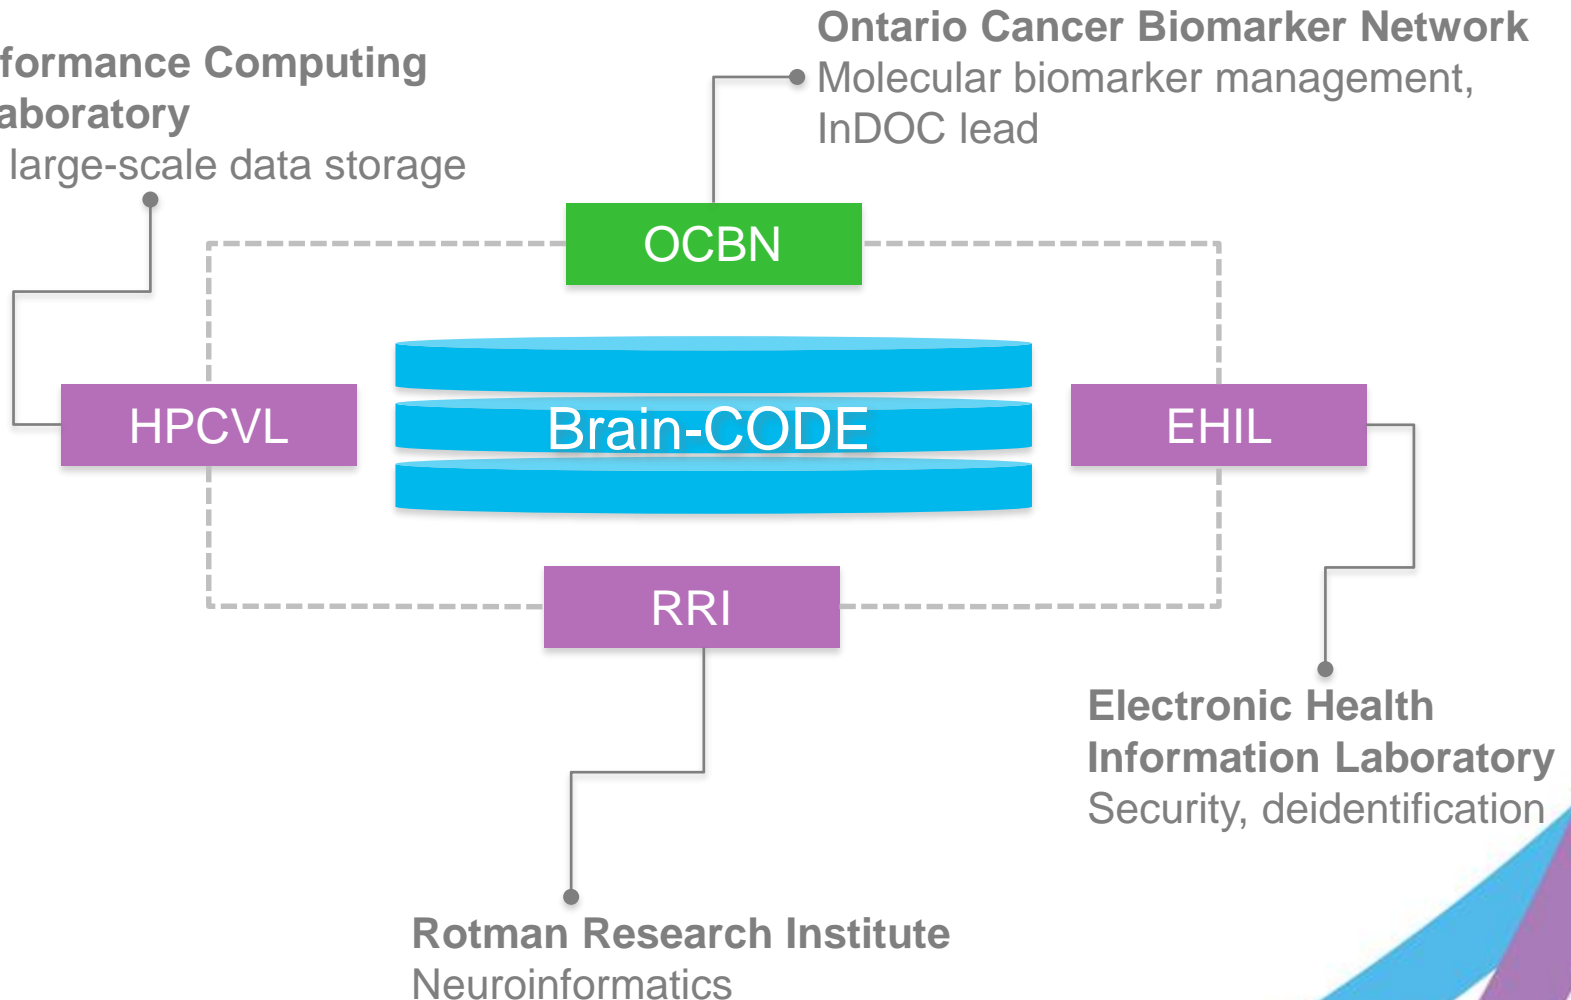 Ontario Cancer Biomarker Network
Molecular biomarker management,
InDOC lead
formance Computing
aboratory
large-scale data storage
OCBN
HPCVL
Brain-CODE
EHIL
RRI
Electronic Health
Information Laboratory
Security, deidentification
Rotman Research Institute
Neuroinformatics